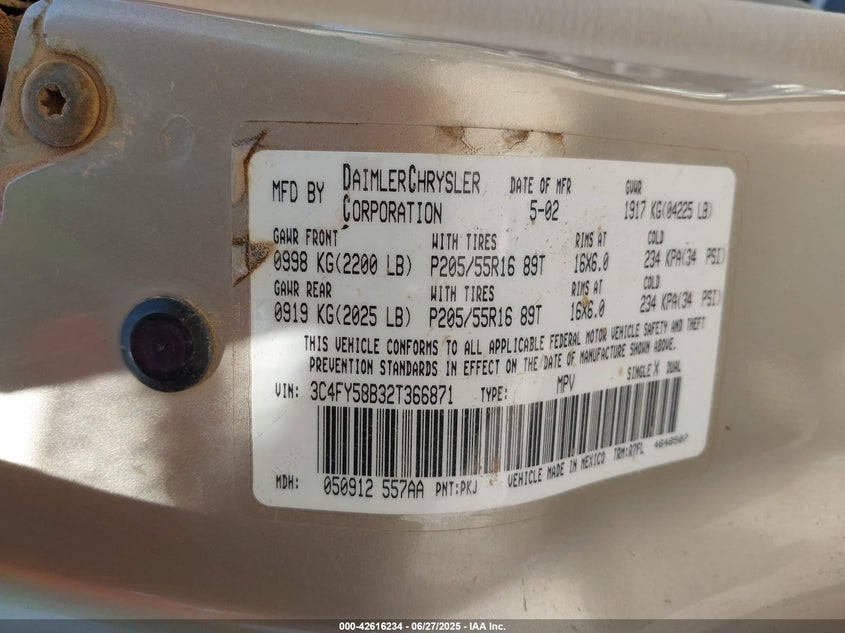 MFD BY DAIMLERCHRYSLER CORPORATION DATE OF MFR 5-02 GVWR 1917 KG(04225 LB)
GAWR FRONT WITH TIRES RIMS AT COLD
0998 KG(2200 LB) P205/55R16 89T 16X6.0 234 KPA(34 PSI)
GAWR REAR WITH TIRES RIMS AT COLD
0919 KG(2025 LB) P205/55R16 89T 16X6.0 234 KPA(34 PSI)
THIS VEHICLE CONFORMS TO ALL APPLICABLE FEDERAL MOTOR VEHICLE SAFETY AND THEFT
PREVENTION STANDARDS IN EFFECT ON THE DATE OF MANUFACTURE SHOWN ABOVE.
VIN: 3C4FY58B32T366871 TYPE: MPV SINGLE X DUAL
MDH: 050912 557AA PNT:PKJ VEHICLE MADE IN MEXICO TRM:R7FL 4648507
000-42616234 - 06/27/2025 - IAA Inc.